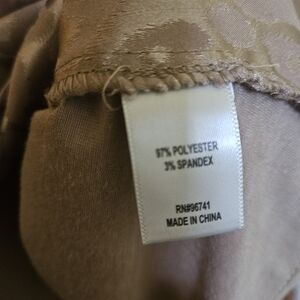 97% POLYESTER
3% SPANDEX
RN#96741
MADE IN CHINA